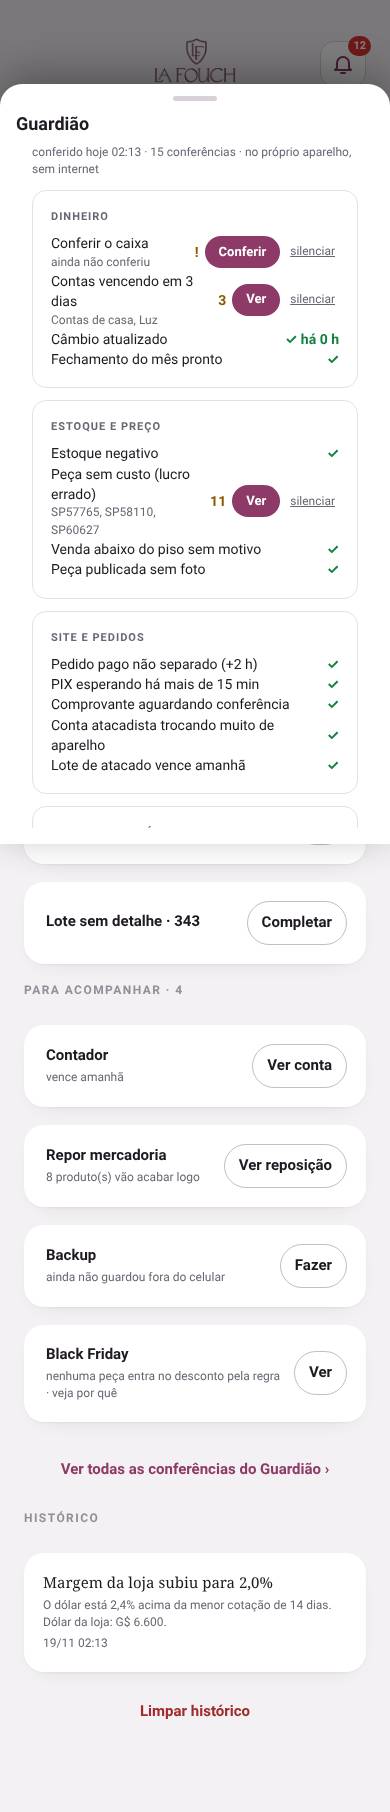 12
LF
LA FOUCH
Guardião
conferido hoje 02:13 · 15 conferências · no próprio aparelho,
sem internet
DINHEIRO
Conferir o caixa
ainda não conferiu
! Conferir silenciar
Contas vencendo em 3
dias
Contas de casa, Luz
3 Ver silenciar
Câmbio atualizado ✓ há 0 h
Fechamento do mês pronto ✓
ESTOQUE E PREÇO
Estoque negativo ✓
Peça sem custo (lucro
errado)
SP57765, SP58110,
SP60627
11 Ver silenciar
Venda abaixo do piso sem motivo ✓
Peça publicada sem foto ✓
SITE E PEDIDOS
Pedido pago não separado (+2 h) ✓
PIX esperando há mais de 15 min ✓
Comprovante aguardando conferência ✓
Conta atacadista trocando muito de
aparelho ✓
Lote de atacado vence amanhã ✓
Lote sem detalhe · 343 Completar
PARA ACOMPANHAR · 4
Contador
vence amanhã
Ver conta
Repor mercadoria
8 produto(s) vão acabar logo
Ver reposição
Backup
ainda não guardou fora do celular
Fazer
Black Friday
nenhuma peça entra no desconto pela regra
· veja por quê
Ver
Ver todas as conferências do Guardião ›
HISTÓRICO
Margem da loja subiu para 2,0%
O dólar está 2,4% acima da menor cotação de 14 dias.
Dólar da loja: G$ 6.600.
19/11 02:13
Limpar histórico